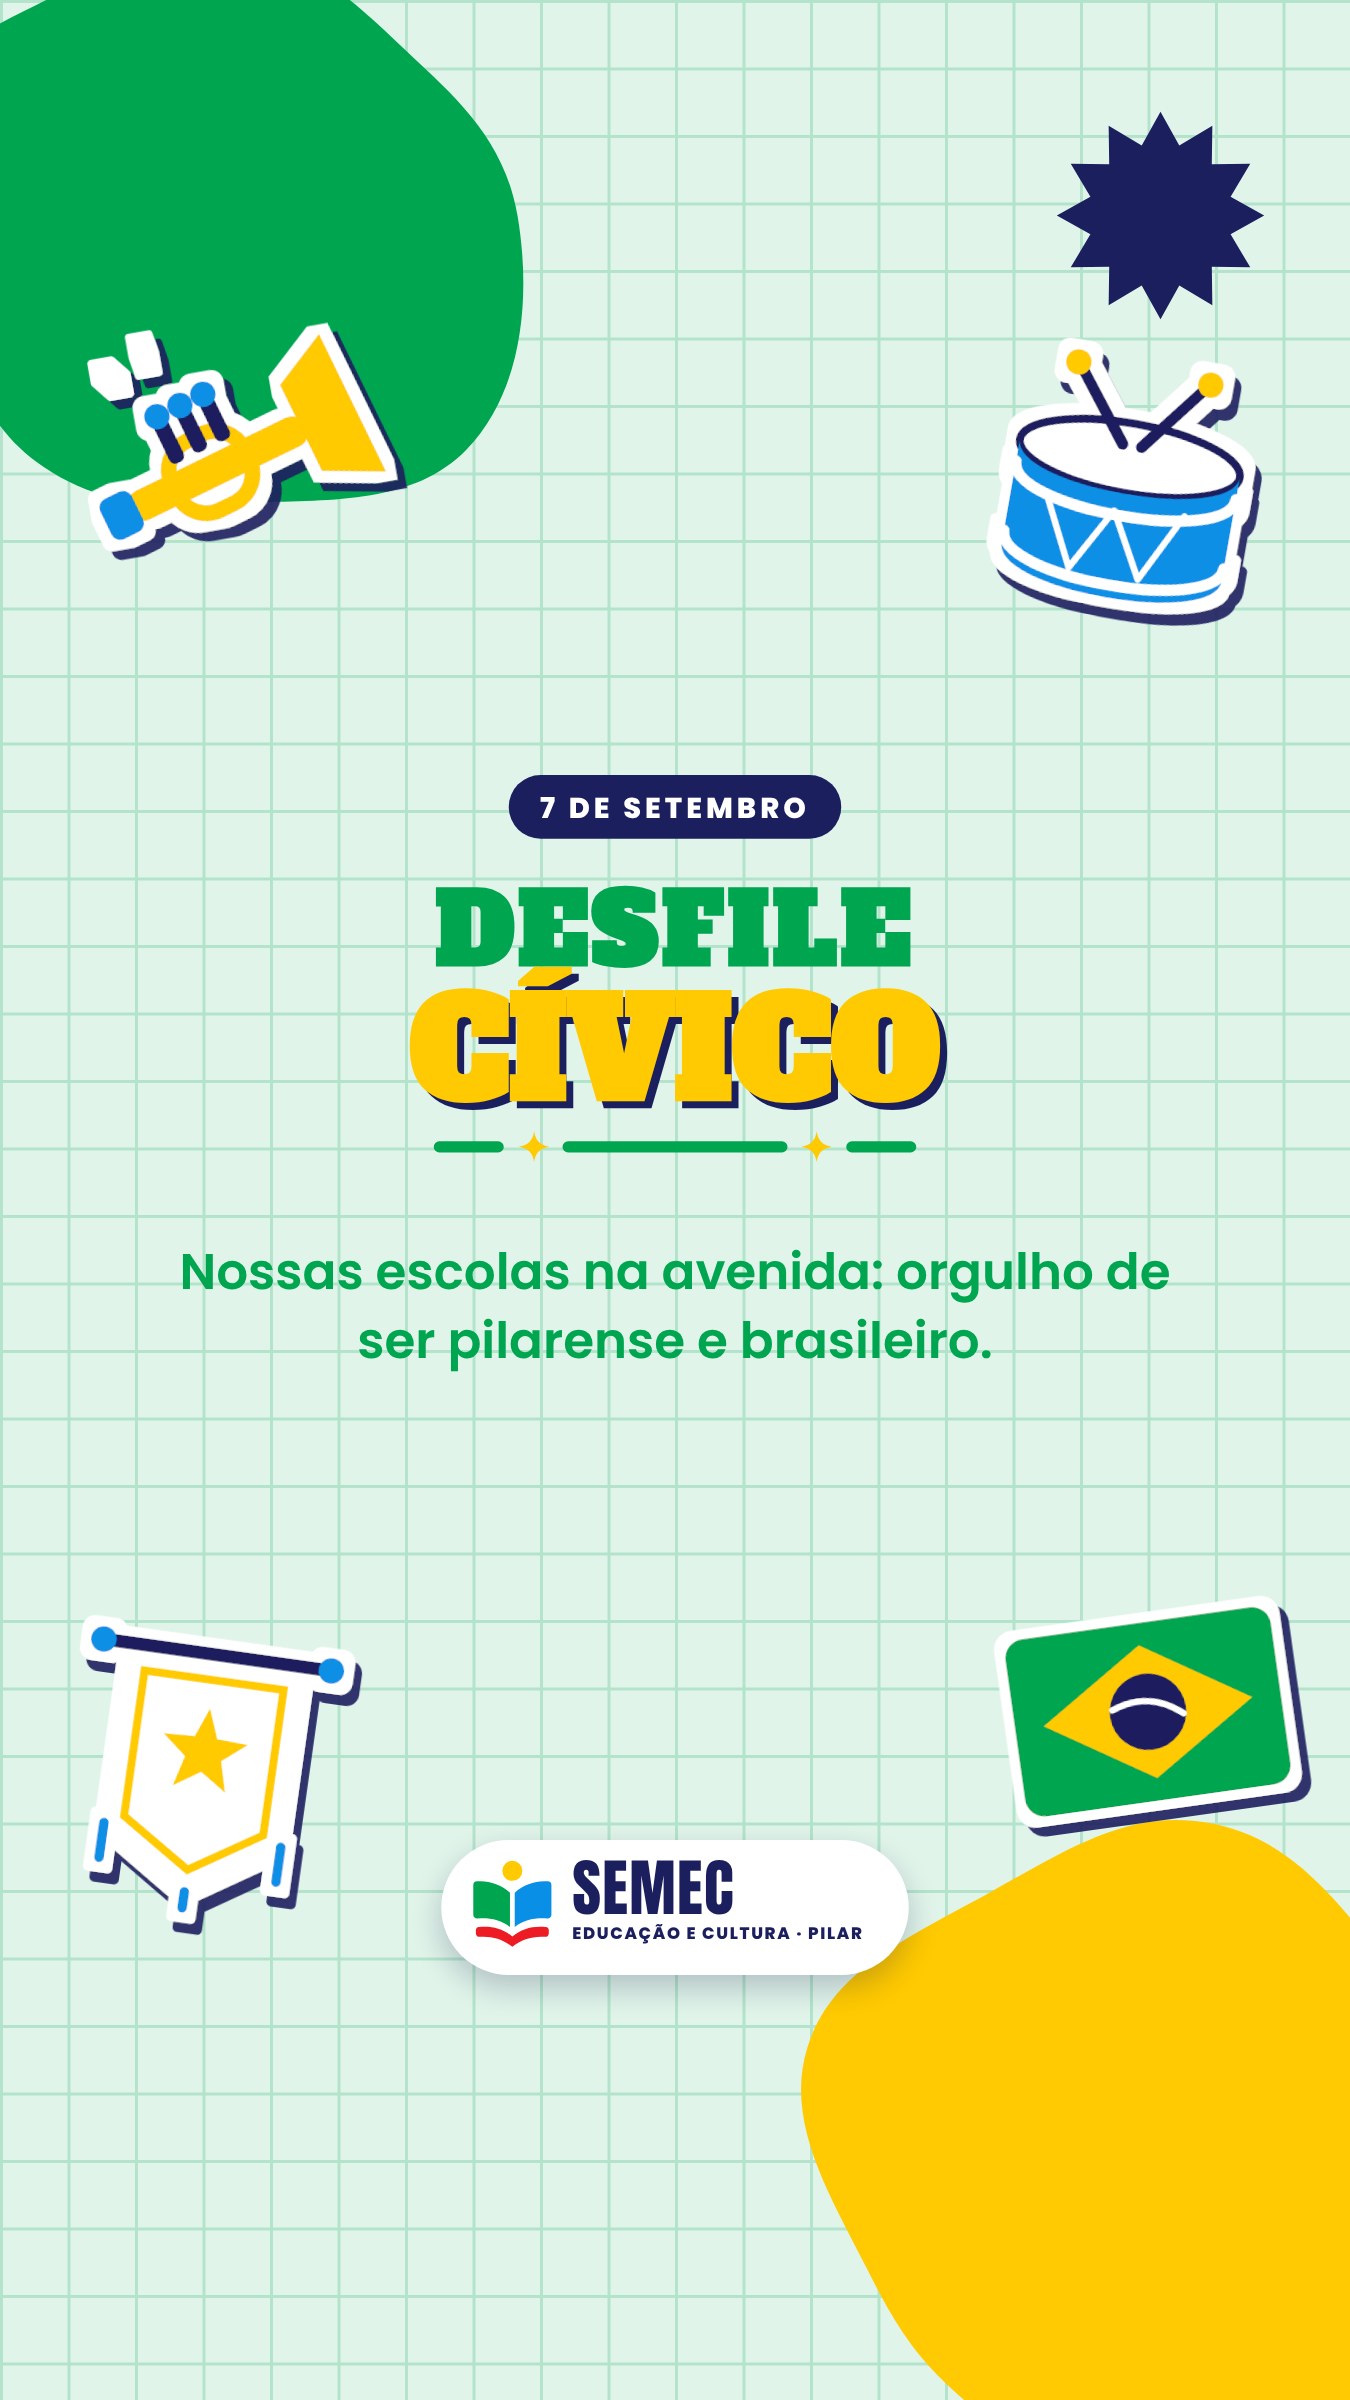 7 DE SETEMBRO
DESFILE
CÍVICO
Nossas escolas na avenida: orgulho de
ser pilarense e brasileiro.
SEMEC
EDUCAÇÃO E CULTURA · PILAR